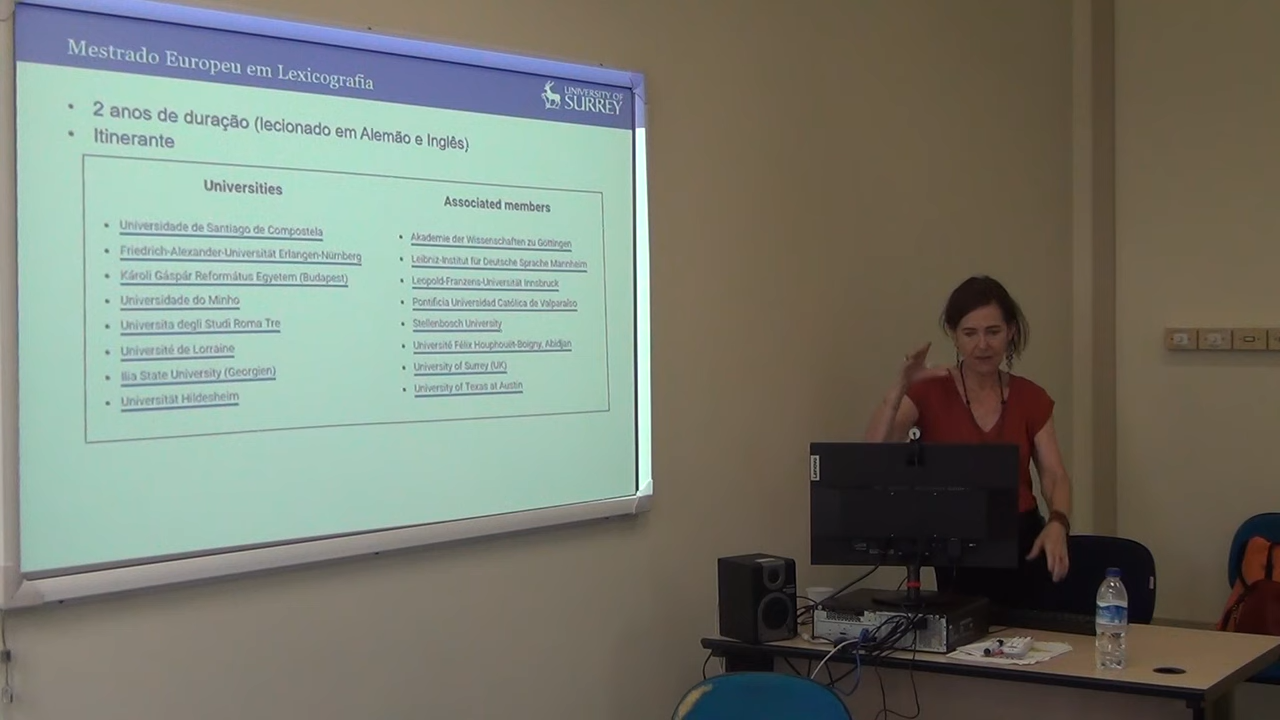 Mestrado Europeu em Lexicografia
UNIVERSITY OF
SURREY
• 2 anos de duração (lecionado em Alemão e Inglês)
• Itinerante
Universities
• Universidade de Santiago de Compostela
• Friedrich-Alexander-Universität Erlangen-Nürnberg
• Károli Gáspár Református Egyetem (Budapest)
• Universidade do Minho
• Universita degli Studi Roma Tre
• Université de Lorraine
• Ilia State University (Georgien)
• Universität Hildesheim
Associated members
• Akademie der Wissenschaften zu Göttingen
• Leibniz-Institut für Deutsche Sprache Mannheim
• Leopold-Franzens-Universität Innsbruck
• Pontificia Universidad Católica de Valparaíso
• Stellenbosch University
• Université Félix Houphouët-Boigny, Abidjan
• University of Surrey (UK)
• University of Texas at Austin
Lenovo